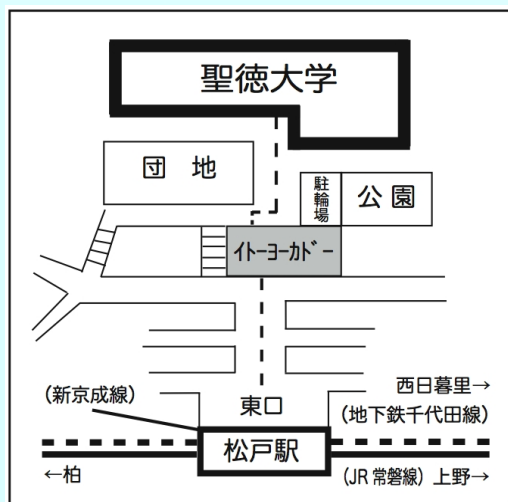 聖徳大学
団 地
駐輪場
公園
イトーヨーカドー
東口
西日暮里→
(新京成線)
(地下鉄千代田線)
松戸駅
←柏
(JR 常磐線) 上野→